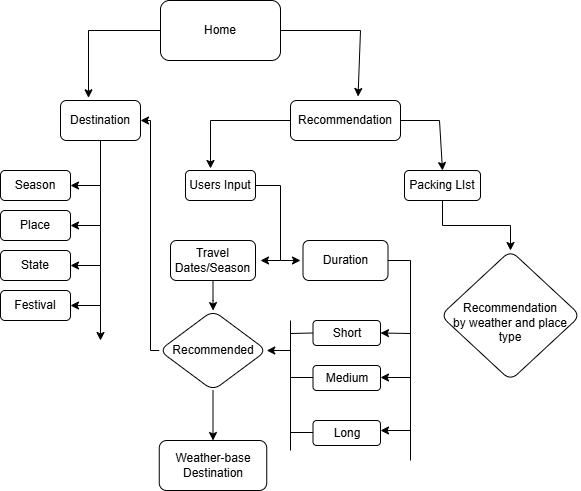 Home
Destination
Recommendation
Season
Users Input
Packing LIst
Place
State
Travel
Dates/Season
Duration
Festival
Recommendation
by weather and place
type
Recommended
Short
Medium
Long
Weather-base
Destination